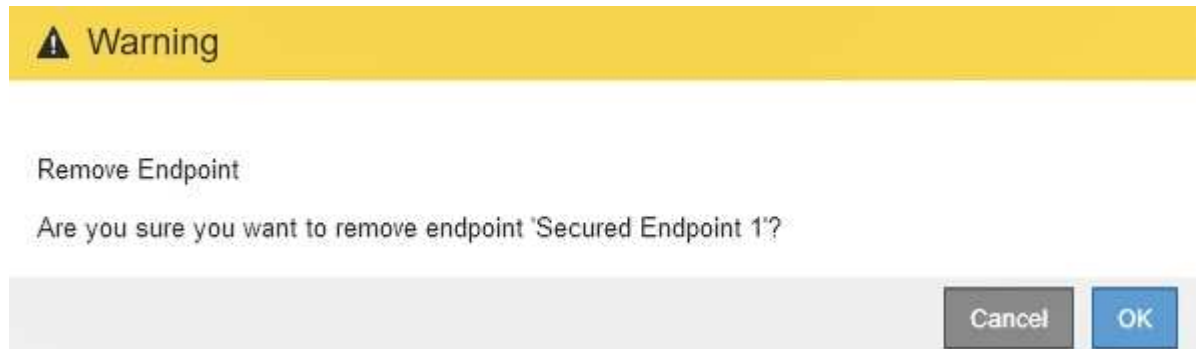 Warning
Remove Endpoint
Are you sure you want to remove endpoint 'Secured Endpoint 1'?
Cancel OK